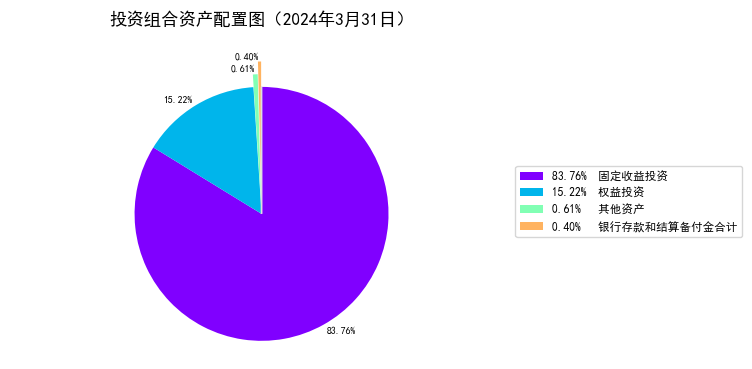 投资组合资产配置图（2024年3月31日）
0.40%
0.61%
15.22%
83.76%
83.76% 固定收益投资
15.22% 权益投资
0.61% 其他资产
0.40% 银行存款和结算备付金合计